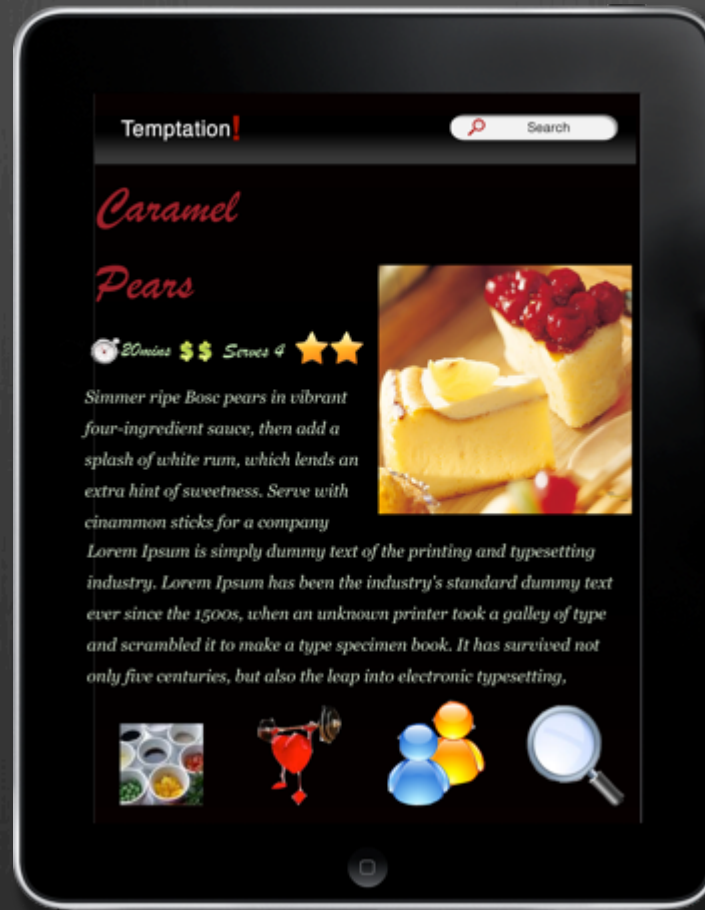 Temptation!
Search
Caramel
Pears
20mins $$ Serves 4
Simmer ripe Bosc pears in vibrant
four-ingredient sauce, then add a
splash of white rum, which lends an
extra hint of sweetness. Serve with
cinammon sticks for a company
Lorem Ipsum is simply dummy text of the printing and typesetting
industry. Lorem Ipsum has been the industry's standard dummy text
ever since the 1500s, when an unknown printer took a galley of type
and scrambled it to make a type specimen book. It has survived not
only five centuries, but also the leap into electronic typesetting,